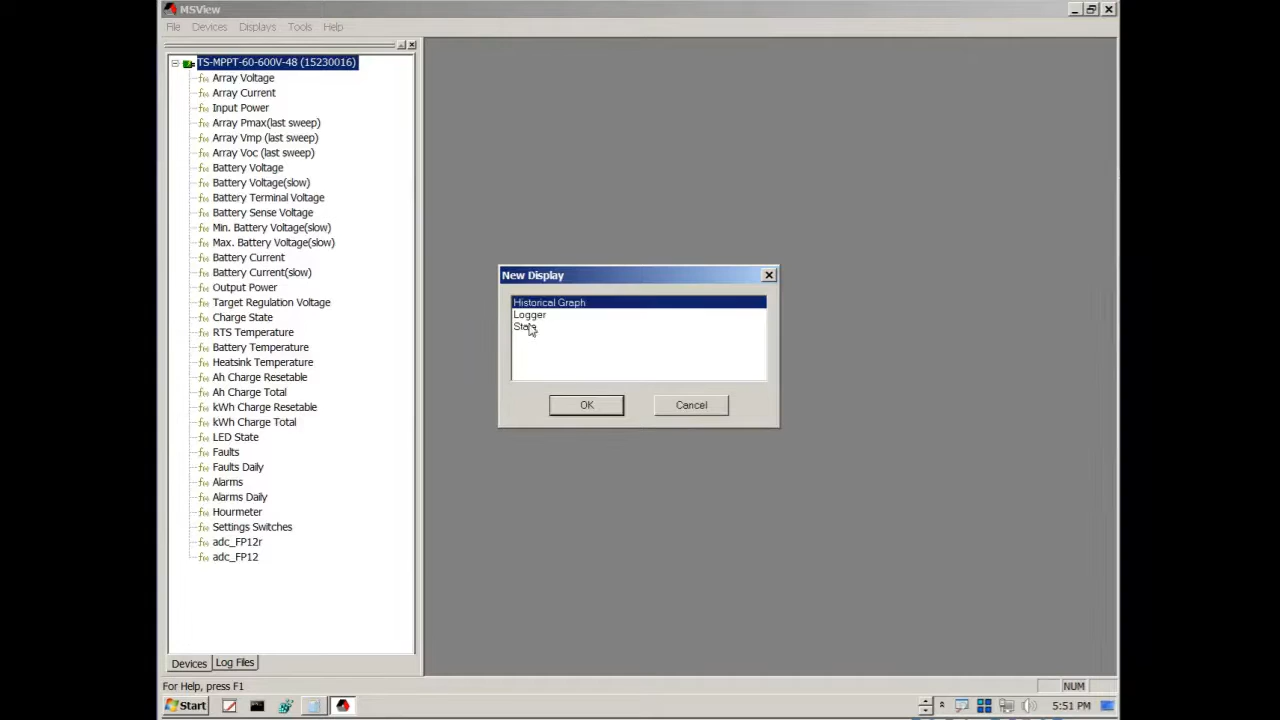 MSView
File Devices Displays Tools Help
TS-MPPT-60-600V-48 (15230016)
Array Voltage
Array Current
Input Power
Array Pmax(last sweep)
Array Vmp (last sweep)
Array Voc (last sweep)
Battery Voltage
Battery Voltage(slow)
Battery Terminal Voltage
Battery Sense Voltage
Min. Battery Voltage(slow)
Max. Battery Voltage(slow)
Battery Current
Battery Current(slow)
Output Power
Target Regulation Voltage
Charge State
RTS Temperature
Battery Temperature
Heatsink Temperature
Ah Charge Resetable
Ah Charge Total
kWh Charge Resetable
kWh Charge Total
LED State
Faults
Faults Daily
Alarms
Alarms Daily
Hourmeter
Settings Switches
adc_FP12r
adc_FP12
Devices Log Files
New Display
Historical Graph
Logger
OK Cancel
For Help, press F1
NUM
Start
5:51 PM